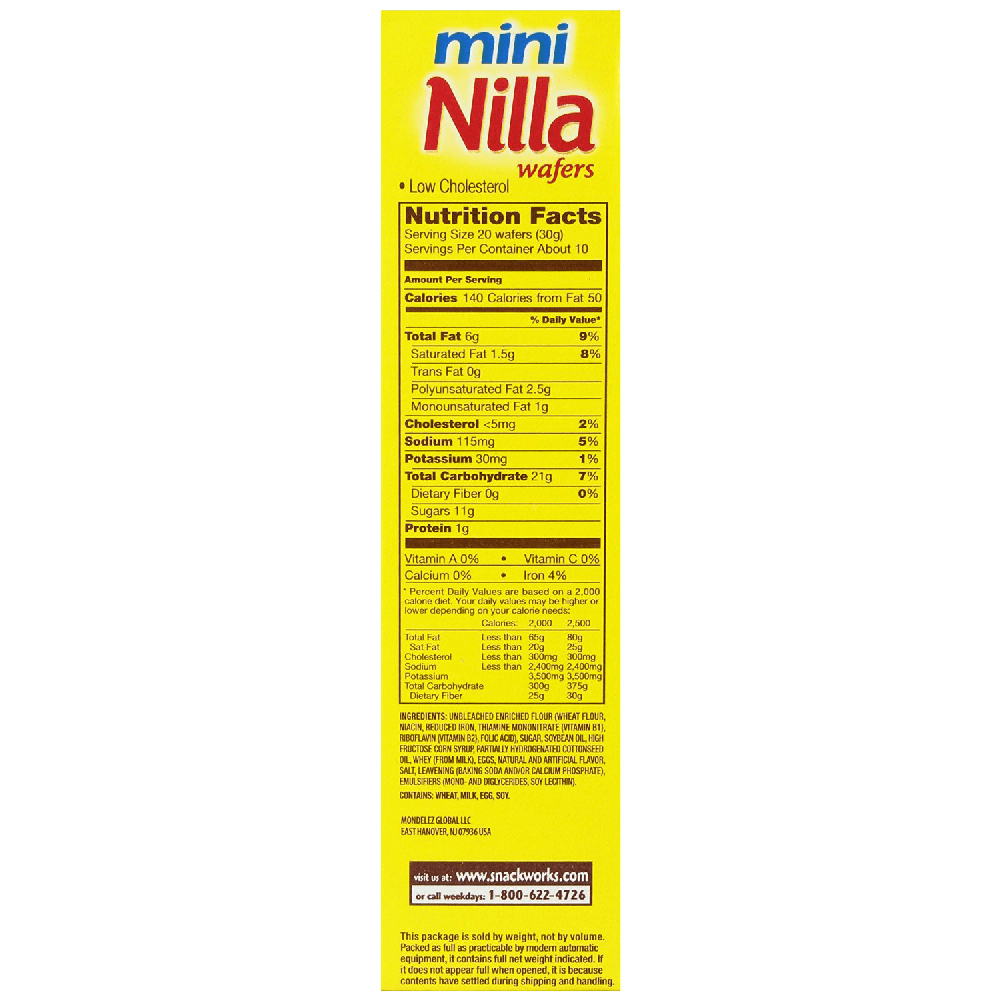 mini
Nilla
wafers
• Low Cholesterol
Nutrition Facts
Serving Size 20 wafers (30g)
Servings Per Container About 10
Amount Per Serving
Calories 140 Calories from Fat 50
% Daily Value*
Total Fat 6g 9%
Saturated Fat 1.5g 8%
Trans Fat 0g
Polyunsaturated Fat 2.5g
Monounsaturated Fat 1g
Cholesterol <5mg 2%
Sodium 115mg 5%
Potassium 30mg 1%
Total Carbohydrate 21g 7%
Dietary Fiber 0g 0%
Sugars 11g
Protein 1g
Vitamin A 0% • Vitamin C 0%
Calcium 0% • Iron 4%
* Percent Daily Values are based on a 2,000
calorie diet. Your daily values may be higher or
lower depending on your calorie needs:
Calories: 2,000 2,500
Total Fat Less than 65g 80g
Sat Fat Less than 20g 25g
Cholesterol Less than 300mg 300mg
Sodium Less than 2,400mg 2,400mg
Potassium 3,500mg 3,500mg
Total Carbohydrate 300g 375g
Dietary Fiber 25g 30g
INGREDIENTS: UNBLEACHED ENRICHED FLOUR (WHEAT FLOUR,
NIACIN, REDUCED IRON, THIAMINE MONONITRATE {VITAMIN B1},
RIBOFLAVIN {VITAMIN B2}, FOLIC ACID), SUGAR, SOYBEAN OIL, HIGH
FRUCTOSE CORN SYRUP, PARTIALLY HYDROGENATED COTTONSEED
OIL, WHEY (FROM MILK), EGGS, NATURAL AND ARTIFICIAL FLAVOR,
SALT, LEAVENING (BAKING SODA AND/OR CALCIUM PHOSPHATE),
EMULSIFIERS (MONO- AND DIGLYCERIDES, SOY LECITHIN).
CONTAINS: WHEAT, MILK, EGG, SOY.
MONDELEZ GLOBAL LLC
EAST HANOVER, NJ 07936 USA
visit us at: www.snackworks.com
or call weekdays: 1-800-622-4726
This package is sold by weight, not by volume.
Packed as full as practicable by modern automatic
equipment, it contains full net weight indicated. If
it does not appear full when opened, it is because
contents have settled during shipping and handling.